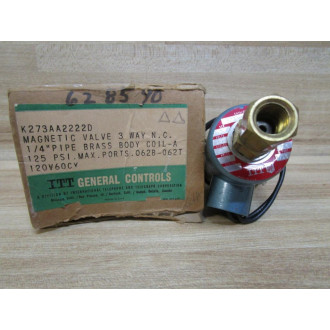 62 85 40
K273AA2222D
MAGNETIC VALVE 3 WAY N.C.
1/4" PIPE BRASS BODY COIL-A
125 PSI.MAX.PORTS.062B-062T
120V60CY
ITT GENERAL CONTROLS